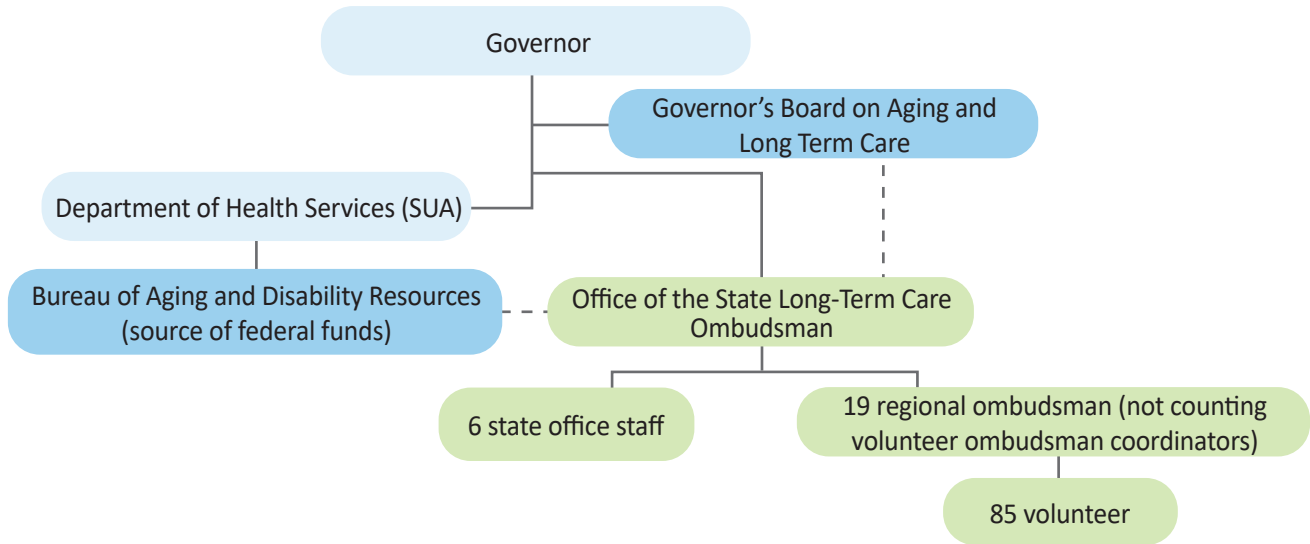 Governor
Governor’s Board on Aging and
Long Term Care
Department of Health Services (SUA)
Bureau of Aging and Disability Resources
(source of federal funds)
Office of the State Long-Term Care
Ombudsman
6 state office staff
19 regional ombudsman (not counting
volunteer ombudsman coordinators)
85 volunteer